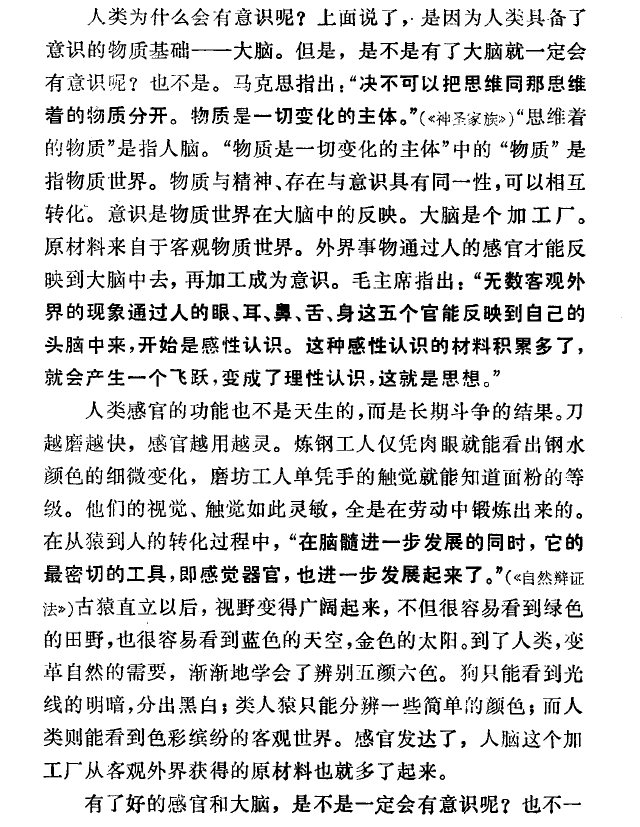 人类为什么会有意识呢？上面说了，是因为人类具备了
意识的物质基础——大脑。但是，是不是有了大脑就一定会
有意识呢？也不是。马克思指出：“决不可以把思维同那思维
着的物质分开。物质是一切变化的主体。”(《神圣家族》)“思维着
的物质”是指人脑。“物质是一切变化的主体”中的“物质”是
指物质世界。物质与精神、存在与意识具有同一性，可以相互
转化。意识是物质世界在大脑中的反映。大脑是个加工厂。
原材料来自于客观物质世界。外界事物通过人的感官才能反
映到大脑中去，再加工成为意识。毛主席指出：“无数客观外
界的现象通过人的眼、耳、鼻、舌、身这五个官能反映到自己的
头脑中来，开始是感性认识。这种感性认识的材料积累多了，
就会产生一个飞跃，变成了理性认识，这就是思想。”
人类感官的功能也不是天生的，而是长期斗争的结果。刀
越磨越快，感官越用越灵。炼钢工人仅凭肉眼就能看出钢水
颜色的细微变化，磨坊工人单凭手的触觉就能知道面粉的等
级。他们的视觉、触觉如此灵敏，全是在劳动中锻炼出来的。
在从猿到人的转化过程中，“在脑髓进一步发展的同时，它的
最密切的工具，即感觉器官，也进一步发展起来了。”(《自然辩证
法》)古猿直立以后，视野变得广阔起来，不但很容易看到绿色
的田野，也很容易看到蓝色的天空，金色的太阳。到了人类，变
革自然的需要，渐渐地学会了辨别五颜六色。狗只能看到光
线的明暗，分出黑白；类人猿只能分辨一些简单的颜色；而人
类则能看到色彩缤纷的客观世界。感官发达了，人脑这个加
工厂从客观外界获得的原材料也就多了起来。
有了好的感官和大脑，是不是一定会有意识呢？也不一